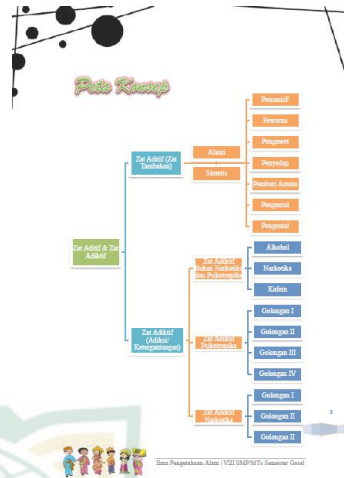 Peta Konsep
Zat Aditif & Zat
Adiktif
Zat Aditif (Zat
Tambahan)
Alami
Sintetis
PemanisP
Pewarna
Pengawet
Penyedap
Pemberi Aroma
Pengental
Pengental
Zat Adiktif
(Adiksi/
Ketergantungan)
Zat Adiktif
Bukan Narkotika
dan Psikotropika
Alkohol
Narkotika
Kafein
Zat Adiktif
Psikotropika
Golongan I
Golongan II
Golongan III
Golongan IV
Zat Adiktif
Narkotika
Golongan I
Golongan II
Golongan II
3
Ilmu Pengetahuan Alam | VIII SMP/MTs Semester Gasal